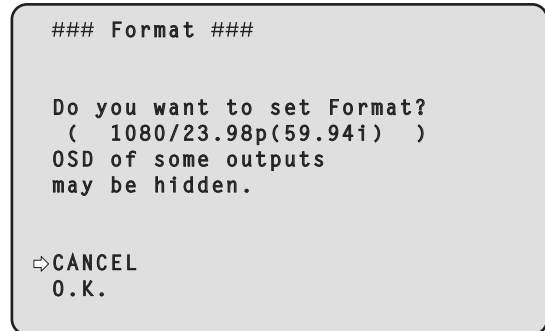 ### Format ###
Do you want to set Format?
( 1080/23.98p(59.94i) )
OSD of some outputs
may be hidden.
⇨CANCEL
O.K.